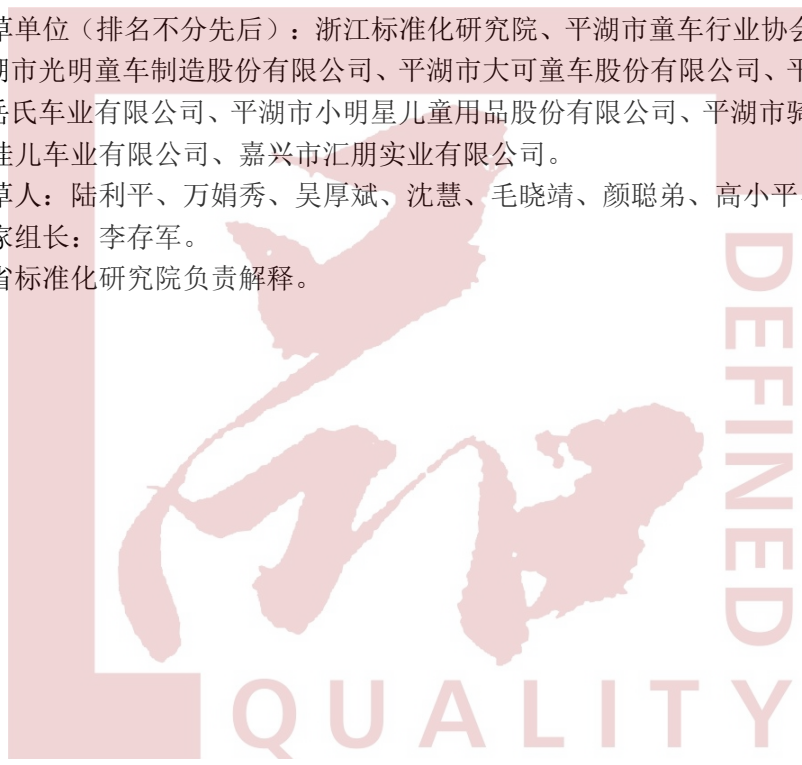 草单位（排名不分先后）：浙江标准化研究院、平湖市童车行业协会
湖市光明童车制造股份有限公司、平湖市大可童车股份有限公司、平
岳氏车业有限公司、平湖市小明星儿童用品股份有限公司、平湖市骑
佳儿车业有限公司、嘉兴市汇朋实业有限公司。
草人：陆利平、万娟秀、吴厚斌、沈慧、毛晓靖、颜聪弟、高小平
家组长：李存军。
省标准化研究院负责解释。
DEFINED
QUALITY